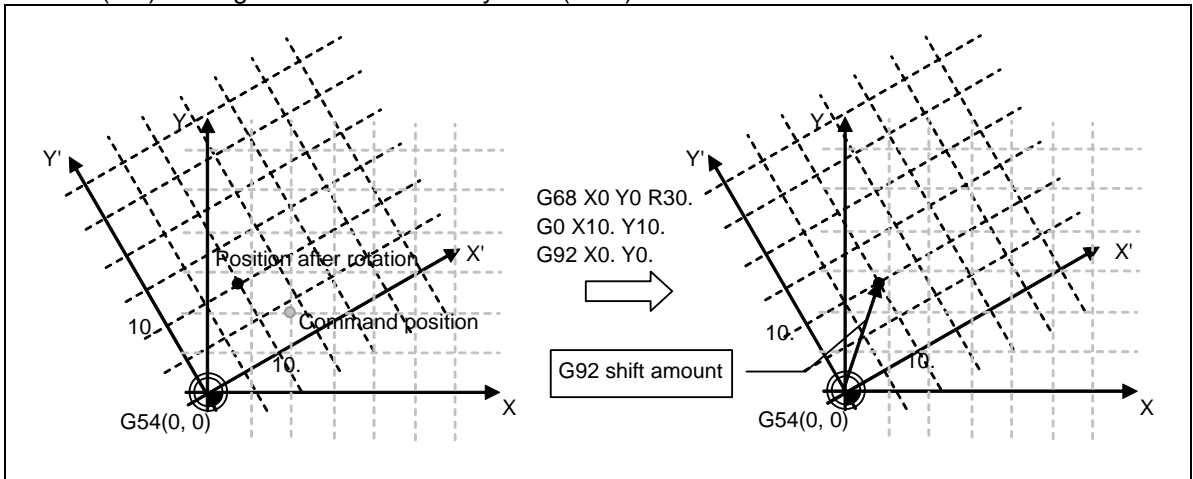 Y
Y'
Position after rotation
X'
10.
Command position
10.
X
G54(0, 0)
G68 X0 Y0 R30.
G0 X10. Y10.
G92 X0. Y0.
G92 shift amount
Y
Y'
X'
10.
10.
X
G54(0, 0)